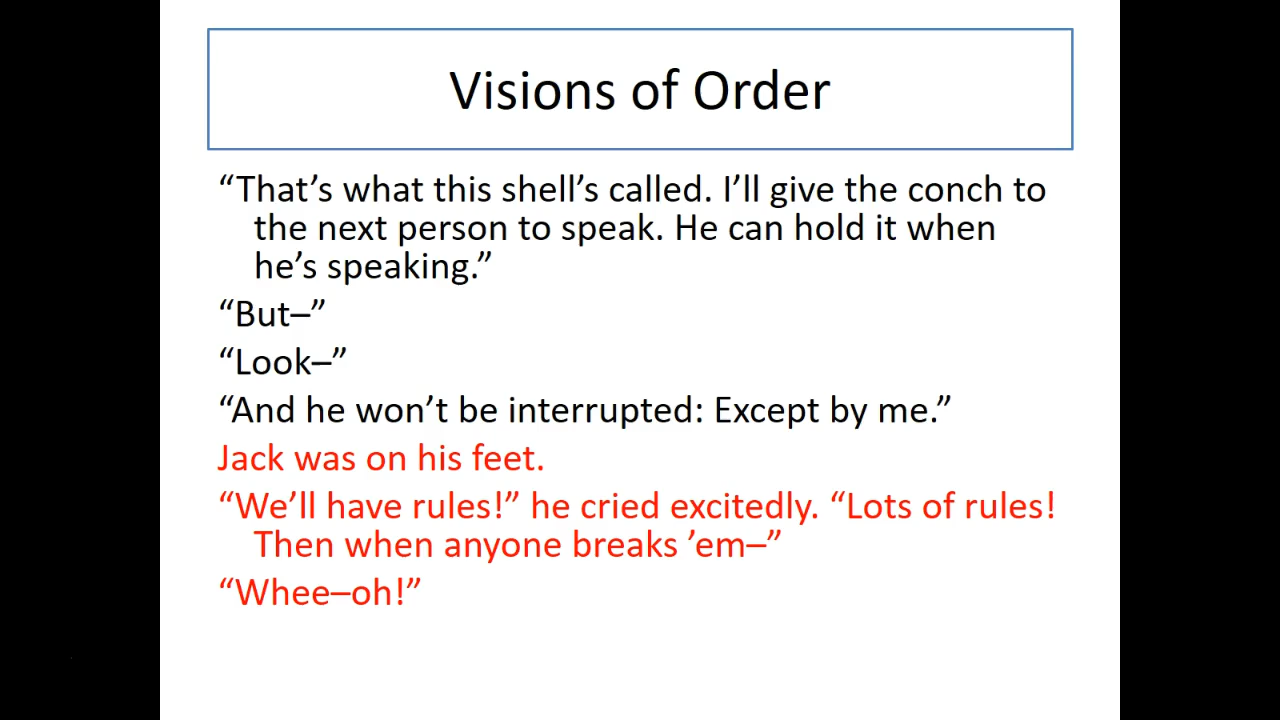 Visions of Order
“That’s what this shell’s called. I’ll give the conch to
the next person to speak. He can hold it when
he’s speaking.”
“But–”
“Look–”
“And he won’t be interrupted: Except by me.”
Jack was on his feet.
“We’ll have rules!” he cried excitedly. “Lots of rules!
Then when anyone breaks ’em–”
“Whee–oh!”